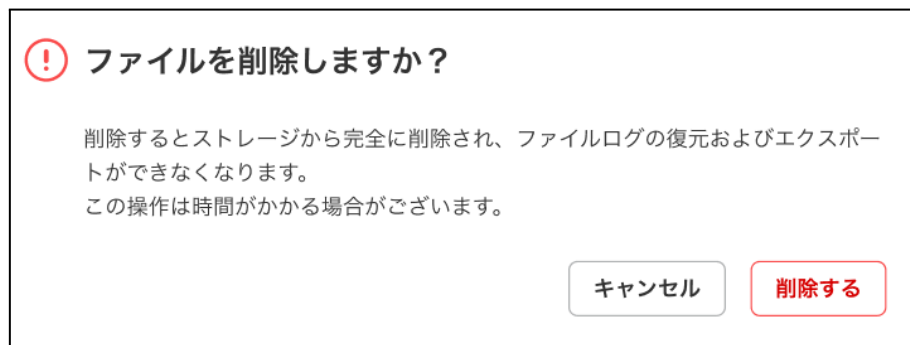 ファイルを削除しますか？
削除するとストレージから完全に削除され、ファイルログの復元およびエクスポー
トができなくなります。
この操作は時間がかかる場合がございます。
キャンセル
削除する